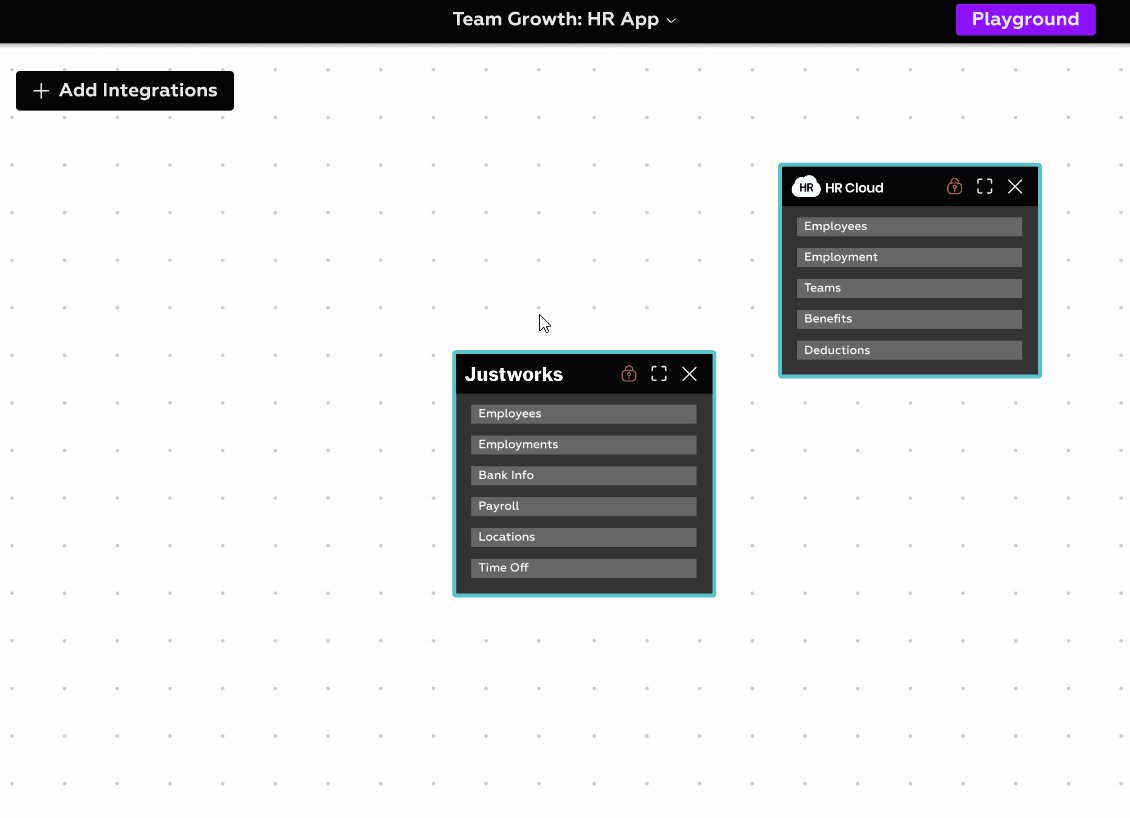 Team Growth: HR App
Playground
+ Add Integrations
HR HR Cloud
Employees
Employment
Teams
Benefits
Deductions
Justworks
Employees
Employments
Bank Info
Payroll
Locations
Time Off